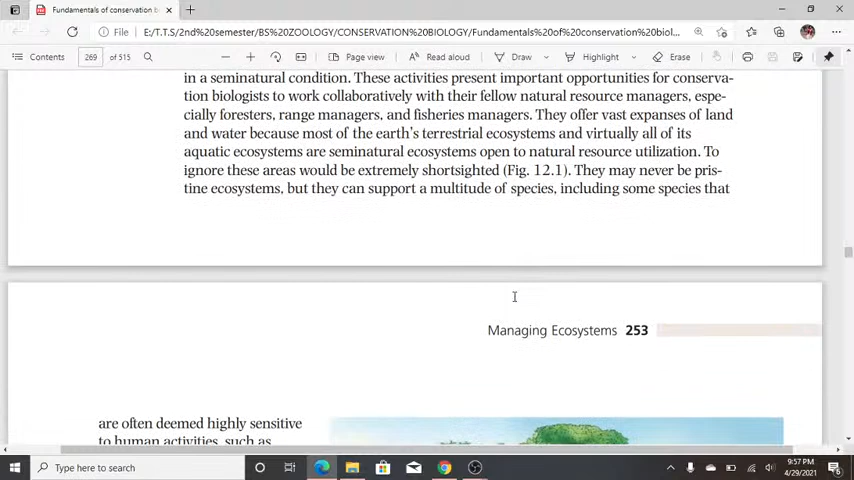 Fundamentals of conservation b
File
E:/T.T.S/2nd%20semester/BS%20ZOOLOGY/CONSERVATION%20BIOLOGY/Fundamentals%20of%20conservation%20biol...
Contents
269 of 515
Page view
Read aloud
Draw
Highlight
Erase
in a seminatural condition. These activities present important opportunities for conserva-
tion biologists to work collaboratively with their fellow natural resource managers, espe-
cially foresters, range managers, and fisheries managers. They offer vast expanses of land
and water because most of the earth's terrestrial ecosystems and virtually all of its
aquatic ecosystems are seminatural ecosystems open to natural resource utilization. To
ignore these areas would be extremely shortsighted (Fig. 12.1). They may never be pris-
tine ecosystems, but they can support a multitude of species, including some species that
Managing Ecosystems 253
are often deemed highly sensitive
to human activities, such as
Type here to search
9:57 PM
4/29/2021